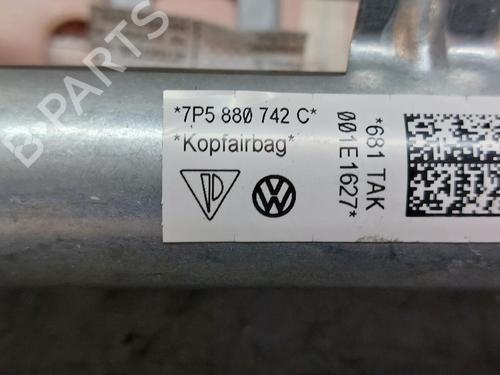 B-PARTS
*7P5 880 742 C*
*Kopfairbag*
*681 TAK
001E1627*